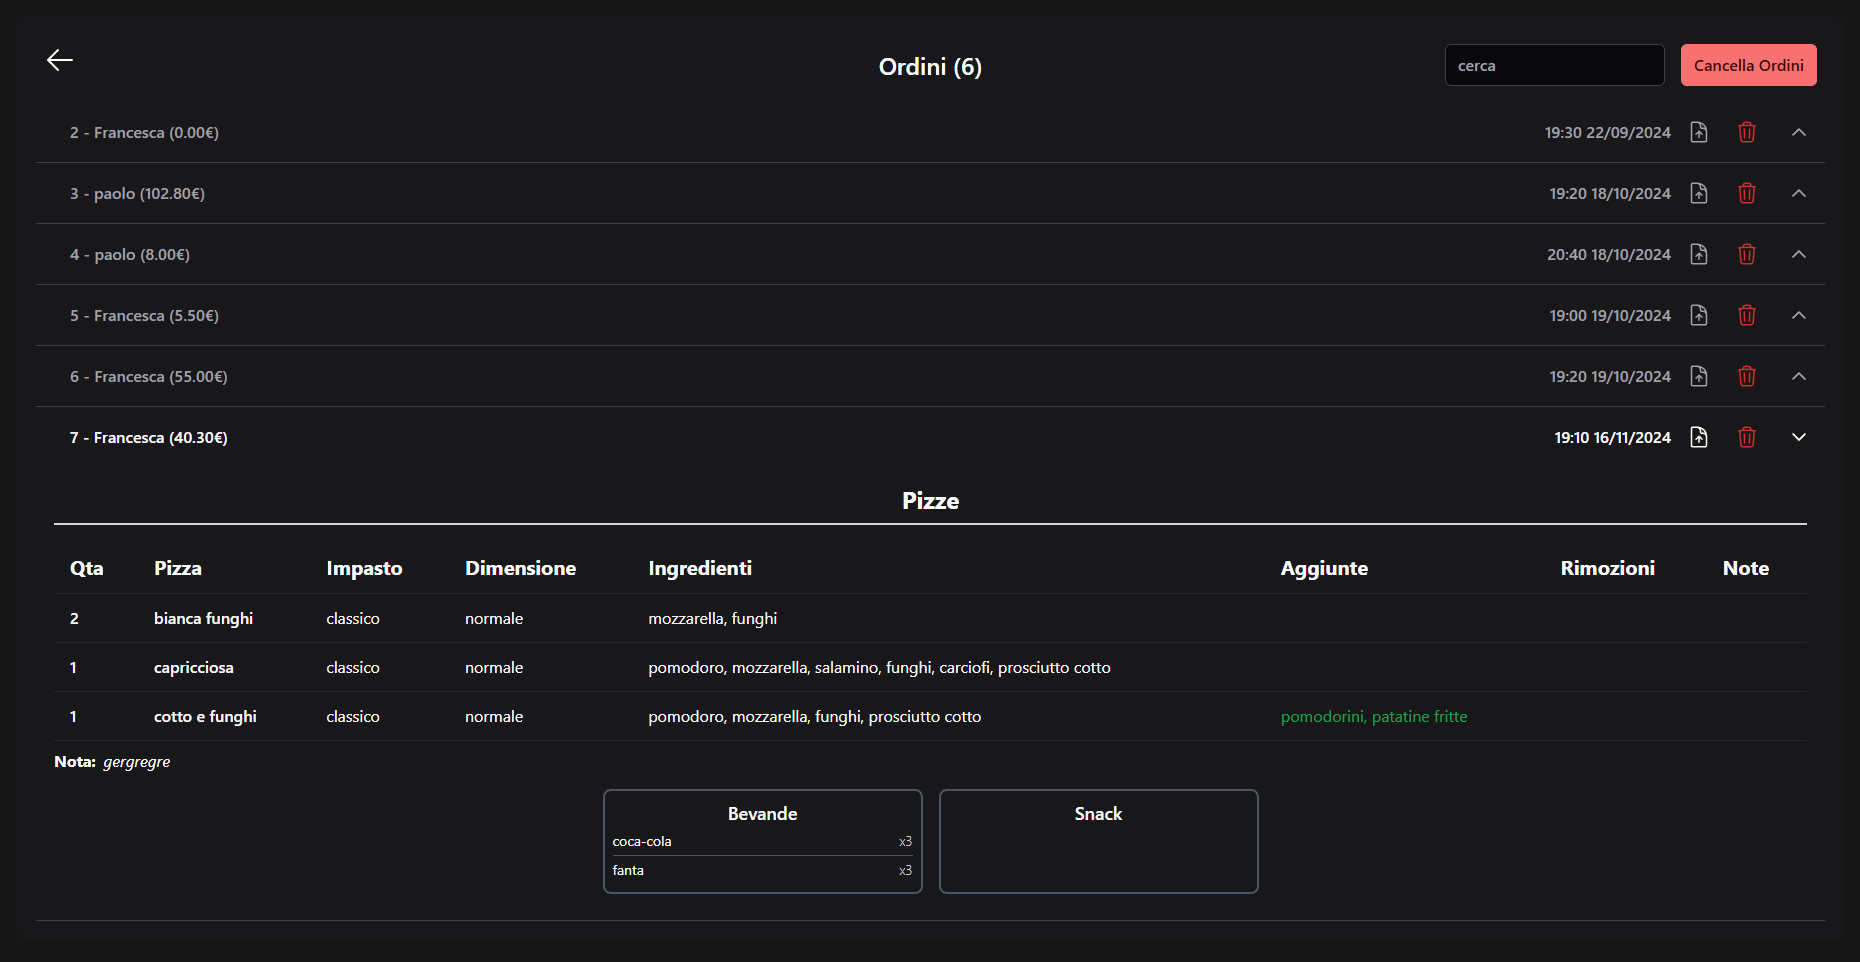 Ordini (6)
cerca
Cancella Ordini
2 - Francesca (0.00€) 19:30 22/09/2024
3 - paolo (102.80€) 19:20 18/10/2024
4 - paolo (8.00€) 20:40 18/10/2024
5 - Francesca (5.50€) 19:00 19/10/2024
6 - Francesca (55.00€) 19:20 19/10/2024
7 - Francesca (40.30€) 19:10 16/11/2024
Pizze
Qta Pizza Impasto Dimensione Ingredienti Aggiunte Rimozioni Note
2 bianca funghi classico normale mozzarella, funghi
1 capricciosa classico normale pomodoro, mozzarella, salamino, funghi, carciofi, prosciutto cotto
1 cotto e funghi classico normale pomodoro, mozzarella, funghi, prosciutto cotto pomodorini, patatine fritte
Nota: gergregre
Bevande
coca-cola x3
fanta x3
Snack